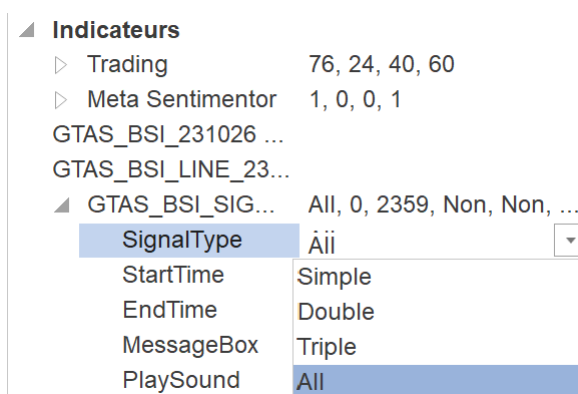 Indicateurs
Trading 76, 24, 40, 60
Meta Sentimentor 1, 0, 0, 1
GTAS_BSI_231026 ...
GTAS_BSI_LINE_23...
GTAS_BSI_SIG... All, 0, 2359, Non, Non, ...
SignalType All
StartTime Simple
EndTime Double
MessageBox Triple
PlaySound All